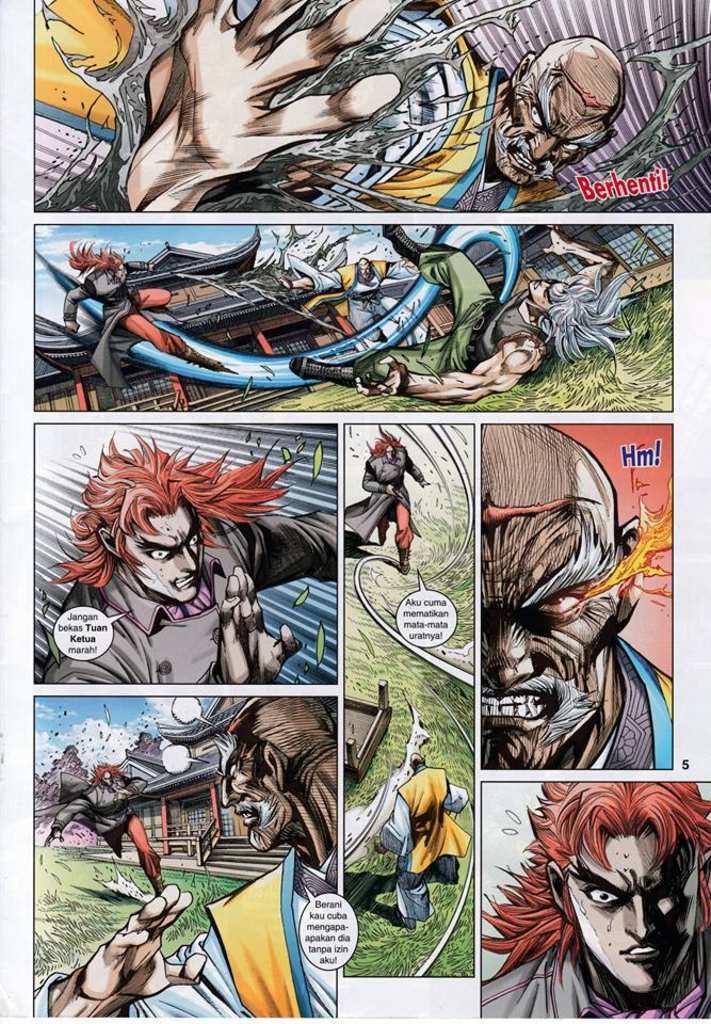 Berhenti!
Jangan
bekas Tuan
Ketua
marah!
Aku cuma
mematikan
mata-mata
uratnya!
Hm!
5
Berani
kau cuba
mengapa-
apakan dia
tanpa izin
aku!